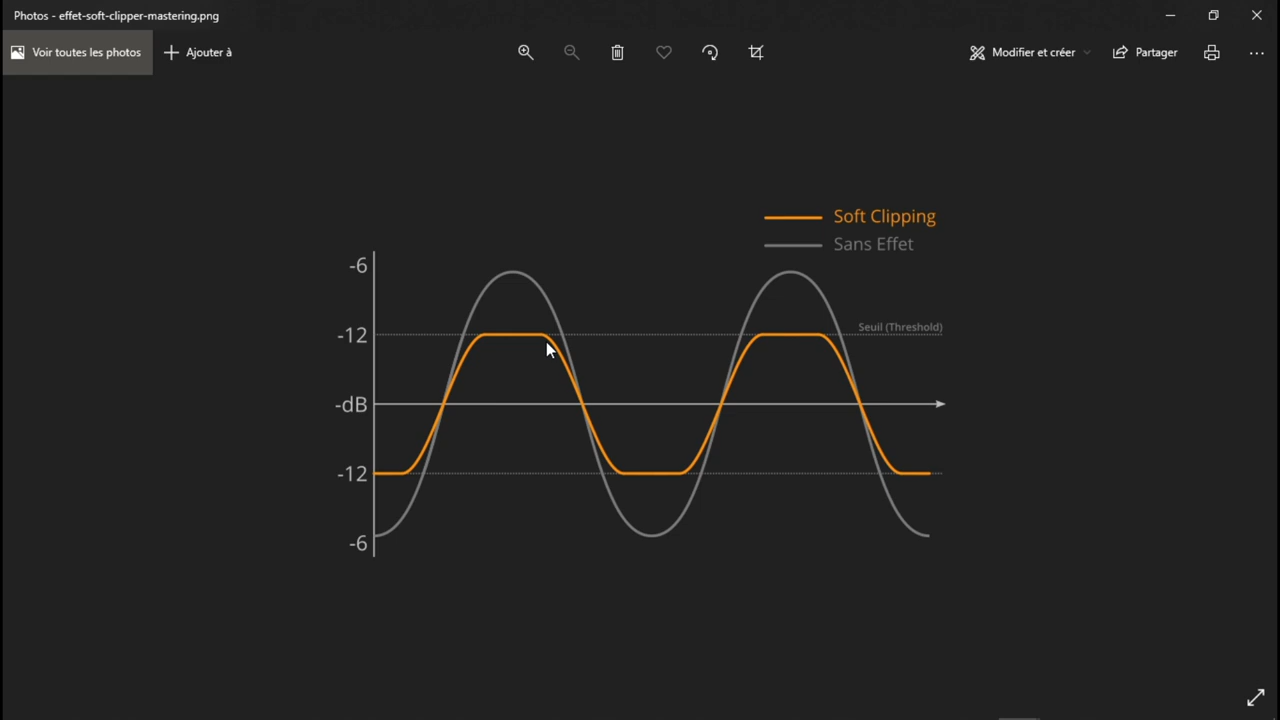 Photos - effet-soft-clipper-mastering.png
Voir toutes les photos
Ajouter à
Modifier et créer
Partager
Soft Clipping
Sans Effet
-6
Seuil (Threshold)
-12
-dB
-12
-6